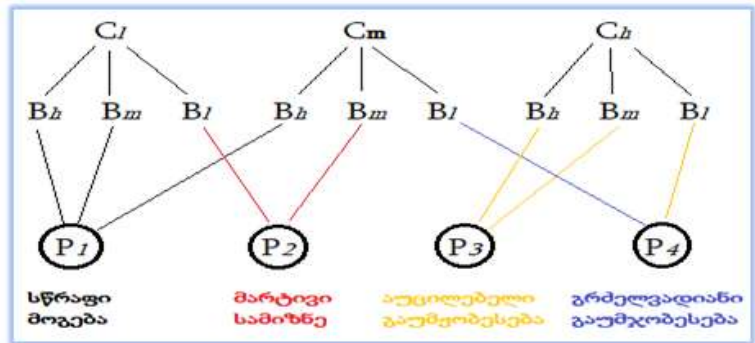 Cl Cm Ch
Bh Bm Bl Bh Bm Bl Bh Bm Bl
P1 P2 P3 P4
სწრაფი მარტივი აუცილებელი გრძელვადიანი
მოგება სამიზნე გაუმჯობესება გაუმჯობესება